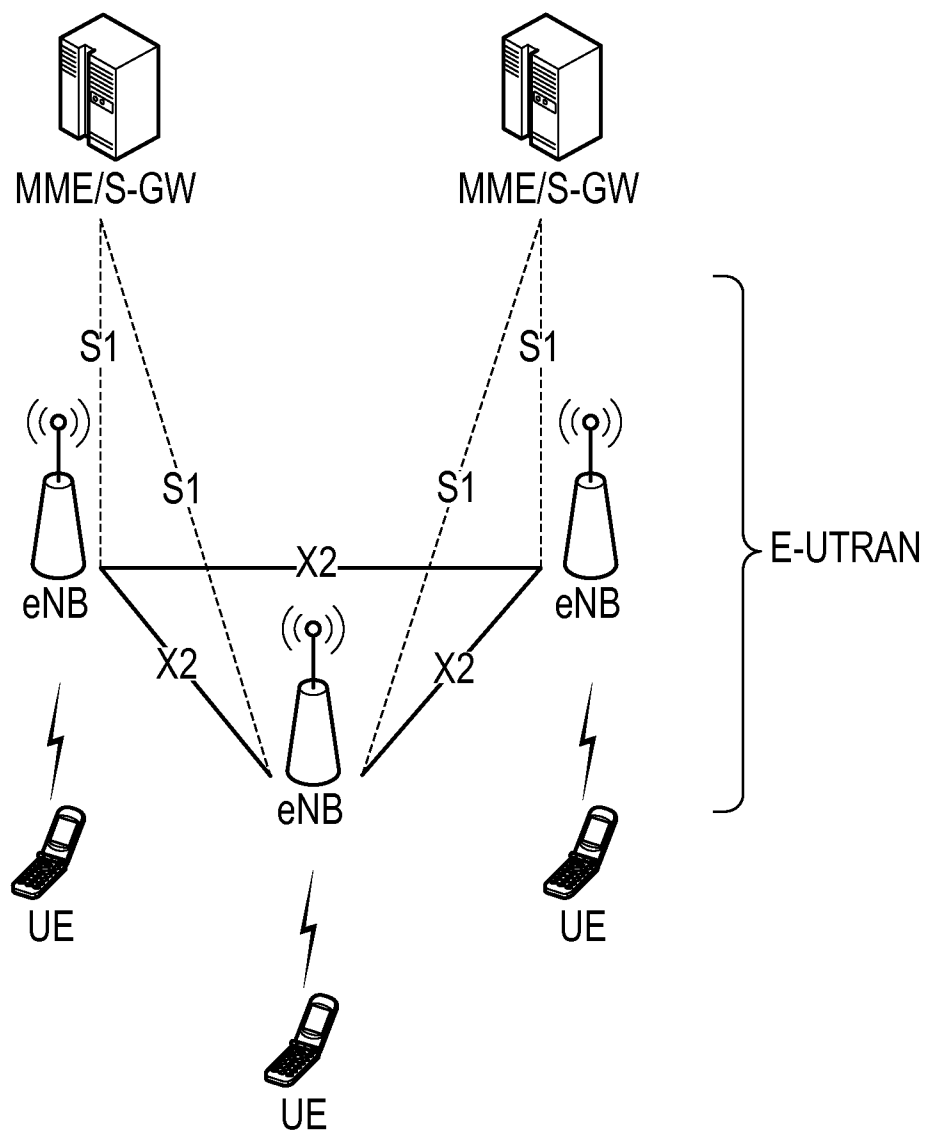 MME/S-GW
MME/S-GW
S1
S1
S1
S1
X2
E-UTRAN
eNB
eNB
X2
X2
eNB
UE
UE
UE